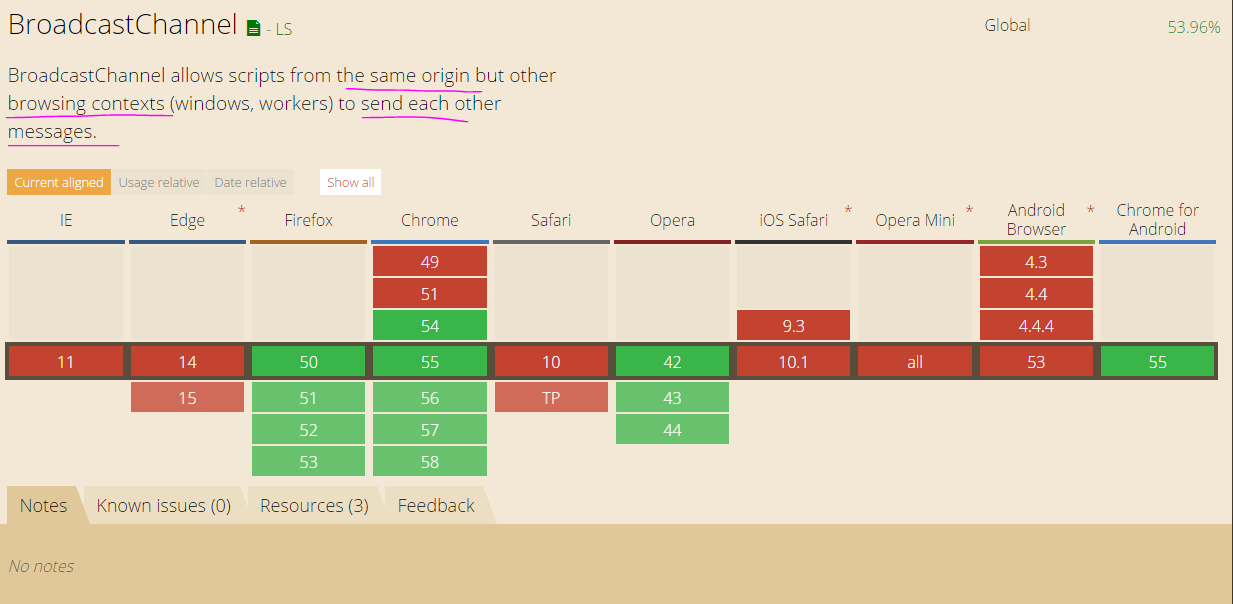 BroadcastChannel - LS
Global 53.96%
BroadcastChannel allows scripts from the same origin but other
browsing contexts (windows, workers) to send each other
messages.
Current aligned Usage relative Date relative Show all
IE Edge * Firefox Chrome Safari Opera iOS Safari * Opera Mini * Android Browser * Chrome for Android
49 4.3
51 4.4
54 9.3 4.4.4
11 14 50 55 10 42 10.1 all 53 55
15 51 56 TP 43
52 57 44
53 58
Notes Known issues (0) Resources (3) Feedback
No notes